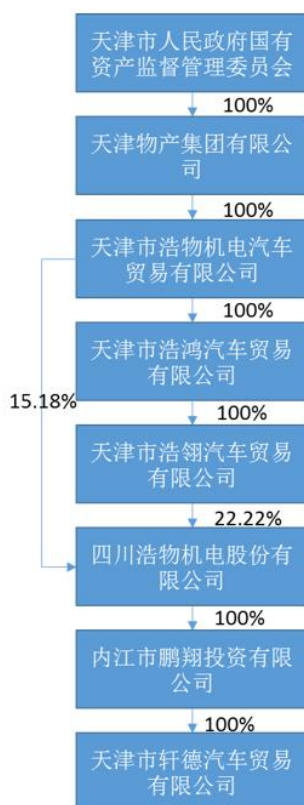 天津市人民政府国有
资产监督管理委员会
100%
天津物产集团有限公
司
100%
天津市浩物机电汽车
贸易有限公司
100%
天津市浩鸿汽车贸易
有限公司
15.18%
100%
天津市浩翎汽车贸易
有限公司
22.22%
四川浩物机电股份有
限公司
100%
内江市鹏翔投资有限
公司
100%
天津市轩德汽车贸易
有限公司